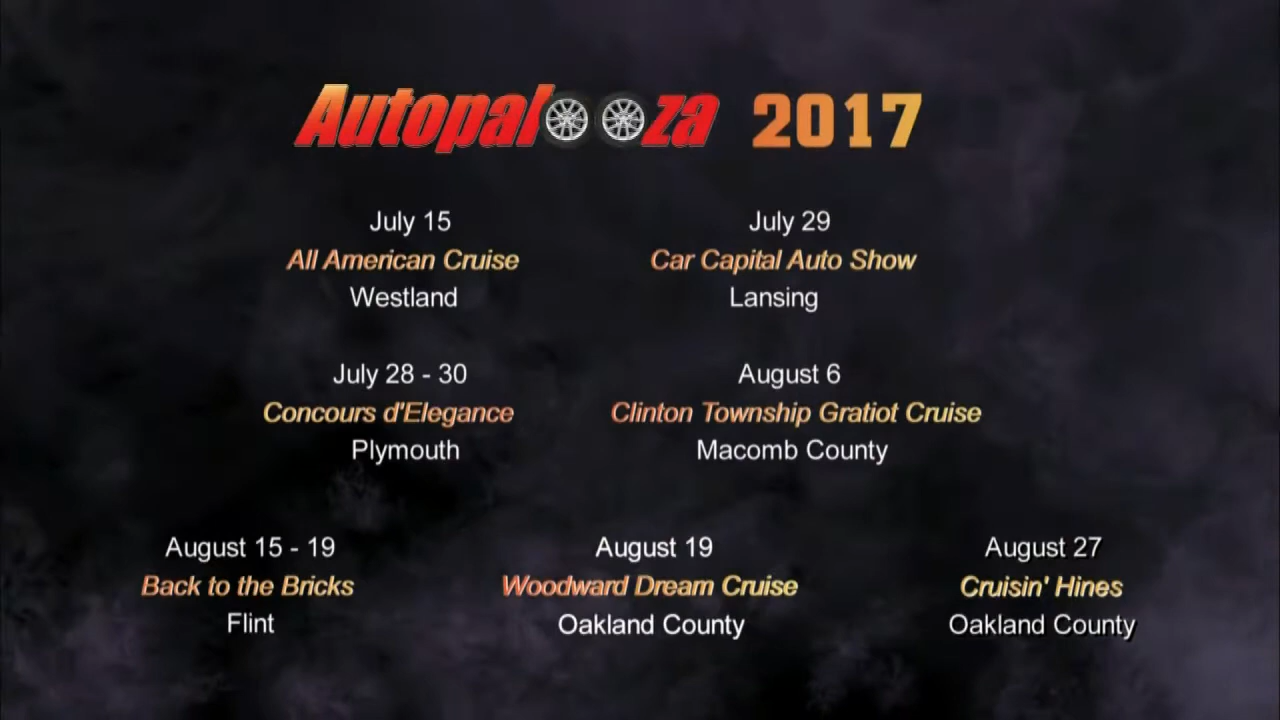 Autopalooza 2017
July 15
All American Cruise
Westland
July 29
Car Capital Auto Show
Lansing
July 28 - 30
Concours d'Elegance
Plymouth
August 6
Clinton Township Gratiot Cruise
Macomb County
August 15 - 19
Back to the Bricks
Flint
August 19
Woodward Dream Cruise
Oakland County
August 27
Cruisin' Hines
Oakland County